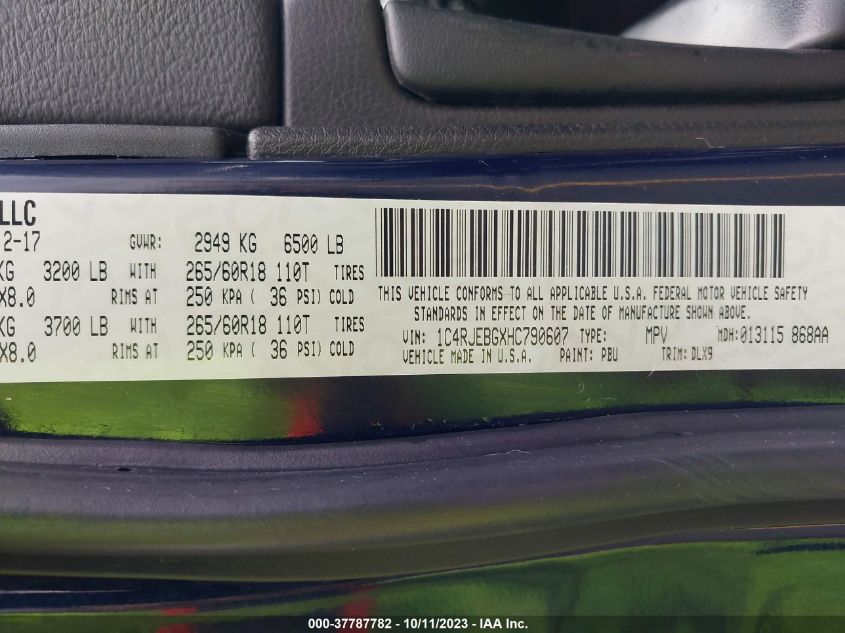 LLC
2-17 GVWR: 2949 KG 6500 LB
KG 3200 LB WITH 265/60R18 110T TIRES
X8.0 RIMS AT 250 KPA ( 36 PSI) COLD
KG 3700 LB WITH 265/60R18 110T TIRES
X8.0 RIMS AT 250 KPA ( 36 PSI) COLD
THIS VEHICLE CONFORMS TO ALL APPLICABLE U.S.A. FEDERAL MOTOR VEHICLE SAFETY
STANDARDS IN EFFECT ON THE DATE OF MANUFACTURE SHOWN ABOVE.
VIN: 1C4RJEBGXHC790607 TYPE: MPV MDH: 013115 868AA
VEHICLE MADE IN U.S.A. PAINT: PBU TRIM: DLX9
000-37787782 - 10/11/2023 - IAA Inc.